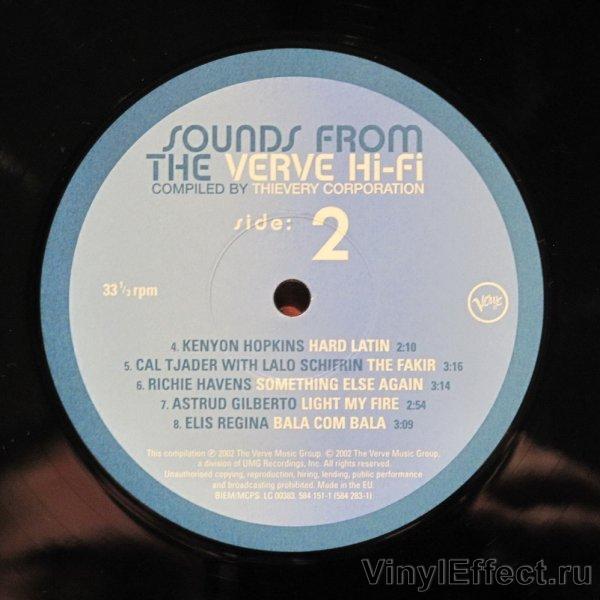 SOUNDS FROM
THE VERVE Hi-Fi
COMPILED BY THIEVERY CORPORATION
side: 2
33 1/3 rpm
Verve
4. KENYON HOPKINS HARD LATIN 2:10
5. CAL TJADER WITH LALO SCHIFRIN THE FAKIR 3:16
6. RICHIE HAVENS SOMETHING ELSE AGAIN 3:14
7. ASTRUD GILBERTO LIGHT MY FIRE 2:54
8. ELIS REGINA BALA COM BALA 3:09
This compilation ℗ 2002 The Verve Music Group. © 2002 The Verve Music Group,
a division of UMG Recordings, Inc. All rights reserved.
Unauthorised copying, reproduction, hiring, lending, public performance
and broadcasting prohibited. Made in the EU.
BIEM/MCPS. LC 00383. 584 151-1 (584 283-1)
VinylEffect.ru